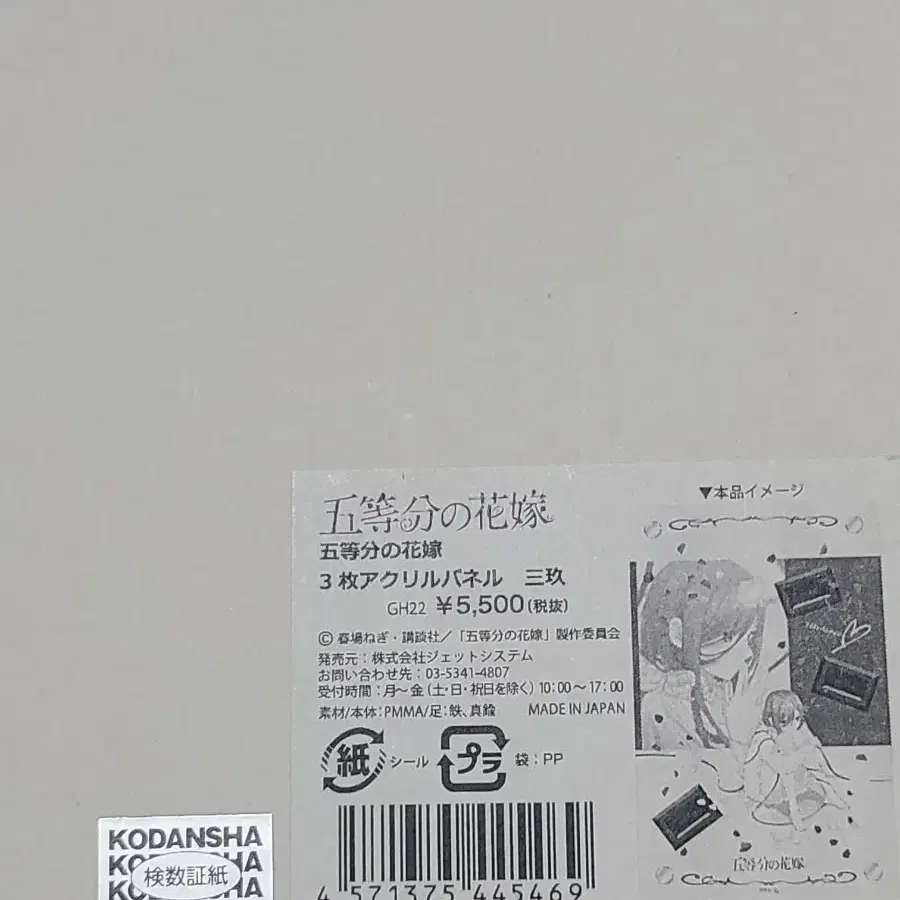 五等分の花嫁
五等分の花嫁
3枚アクリルパネル 三玖
GH22 ¥5,500(税抜)
Ⓒ 春場ねぎ・講談社/「五等分の花嫁」製作委員会
発売元:株式会社ジェットシステム
お問い合わせ先:03-5341-4807
受付時間:月~金(土・日・祝日を除く)10:00~17:00
素材/本体:PMMA/足:鉄、真鍮 MADE IN JAPAN
紙 シール プラ 袋:PP
4 571375 445469
▼本品イメージ
五等分の花嫁
KODANSHA
検数証紙